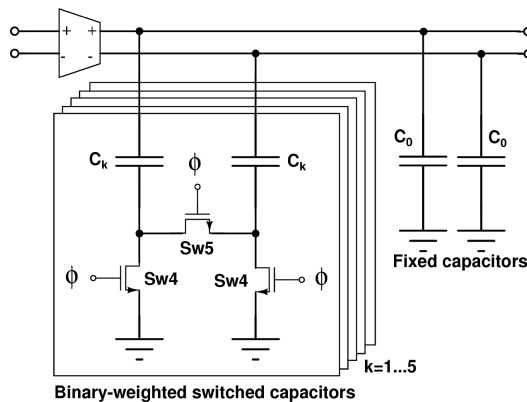 + +
- -
C₀ C₀
Cₖ Cₖ
ϕ
Sw5
ϕ Sw4 Sw4 ϕ
Fixed capacitors
k=1...5
Binary-weighted switched capacitors